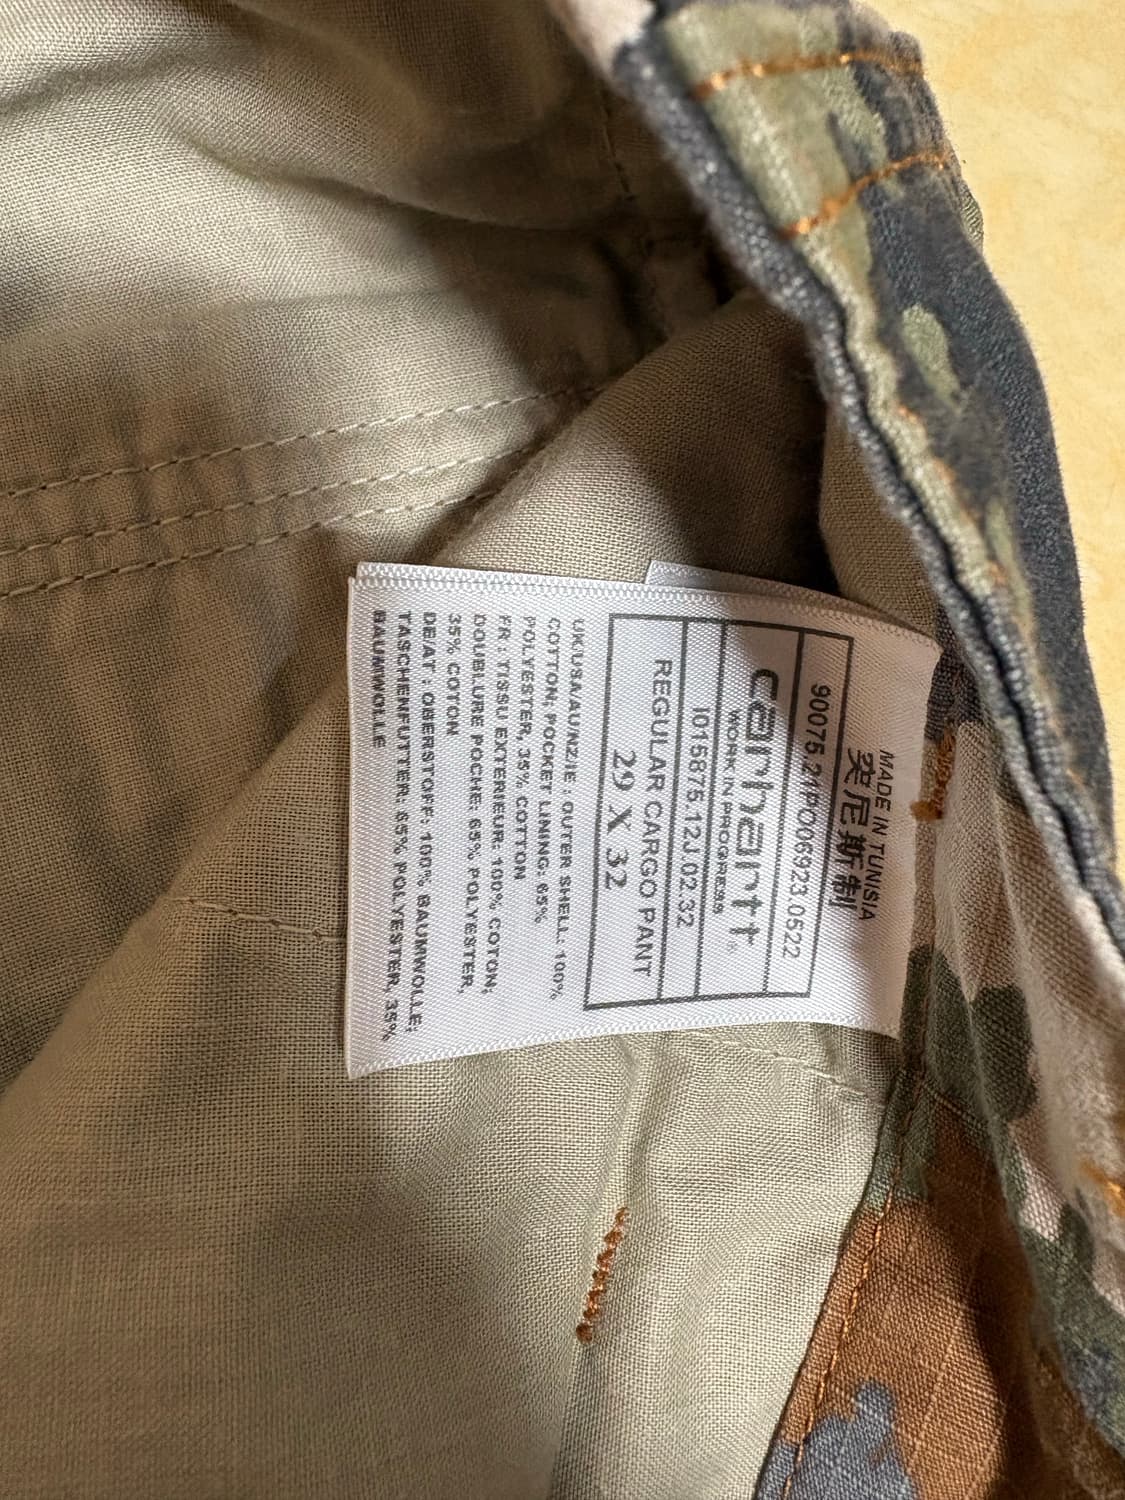 MADE IN TUNISIA
突尼斯制
90075.21PO06923.0522
carhartt
WORK IN PROGRESS
I015875.12J.02.32
REGULAR CARGO PANT
29 X 32
UK/USA/AU/NZ/IE : OUTER SHELL: 100%
COTTON; POCKET LINING: 65%
POLYESTER, 35% COTTON
FR : TISSU EXTERIEUR: 100% COTON;
DOUBLURE POCHE: 65% POLYESTER,
35% COTON
DE/AT : OBERSTOFF: 100% BAUMWOLLE;
TASCHENFUTTER: 65% POLYESTER, 35%
BAUMWOLLE